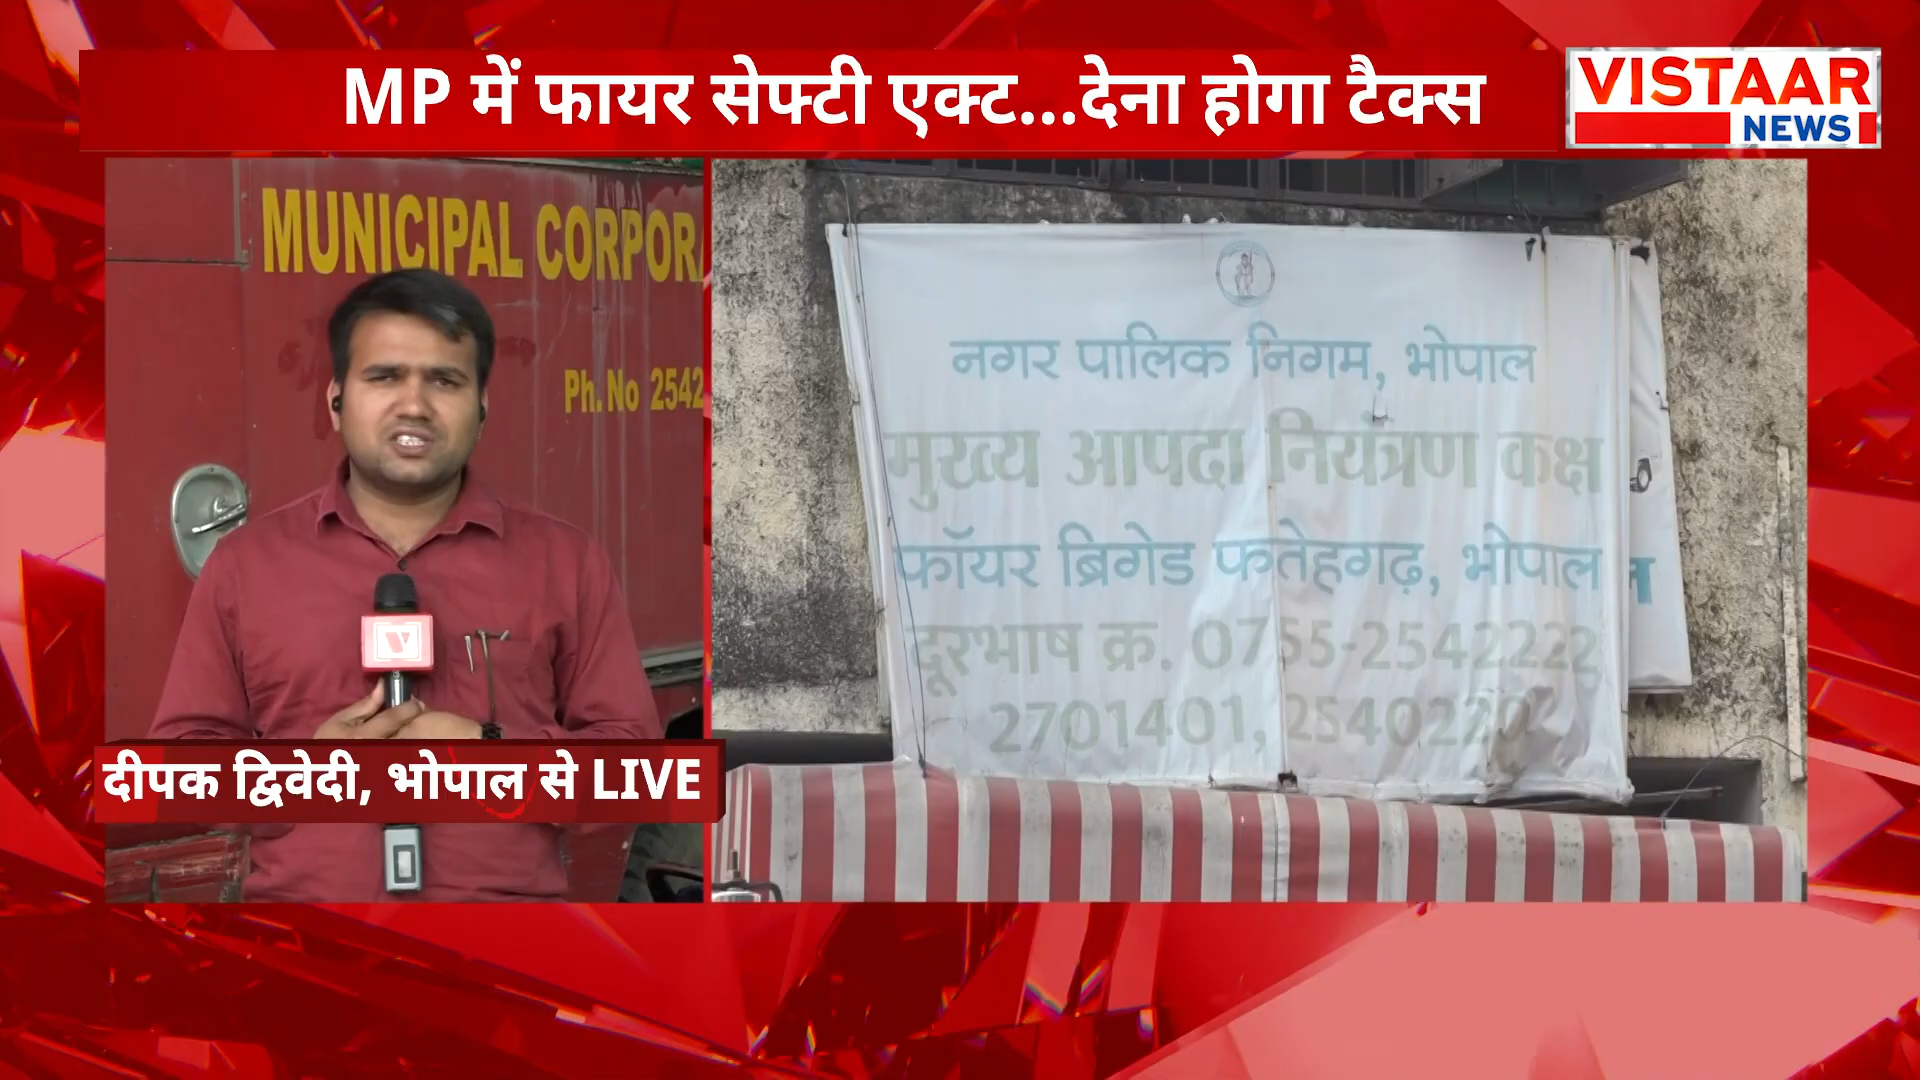 MP में फायर सेफ्टी एक्ट...देना होगा टैक्स
VISTAAR
NEWS
MUNICIPAL CORPOR
Ph. No 2542
नगर पालिक निगम, भोपाल
मुख्य आपदा नियंत्रण कक्ष
फॉयर ब्रिगेड फतेहगढ़, भोपाल
दूरभाष क्र. 0755-2542222
2701401, 2540220
दीपक द्विवेदी, भोपाल से LIVE